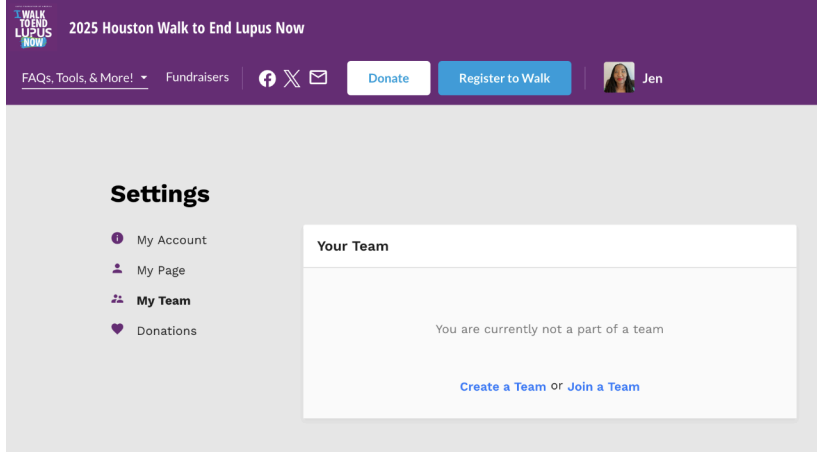 I WALK
TO END
LUPUS
NOW
2025 Houston Walk to End Lupus Now
FAQs, Tools, & More!
Fundraisers
Donate
Register to Walk
Jen
Settings
My Account
My Page
My Team
Donations
Your Team
You are currently not a part of a team
Create a Team or Join a Team